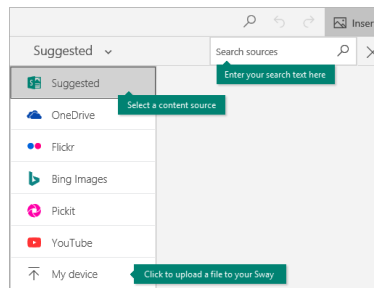 Inser
Suggested
Search sources
Enter your search text here
Suggested
Select a content source
OneDrive
Flickr
Bing Images
Pickit
YouTube
My device
Click to upload a file to your Sway